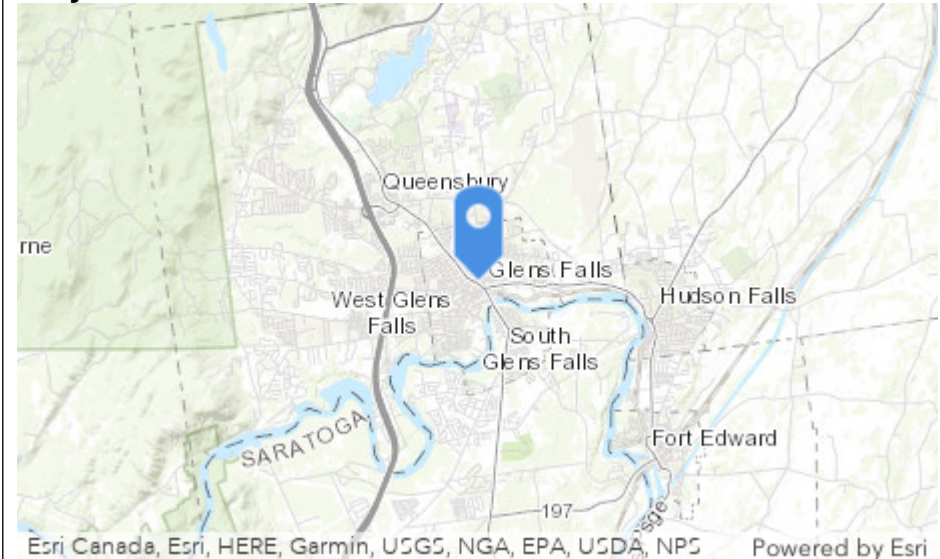 Queensbury
rne
Glens Falls
Hudson Falls
West Glens
Falls
South
Glens Falls
SARATOGA
Fort Edward
197
sge
Esri Canada, Esri, HERE, Garmin, USGS, NGA, EPA, USDA, NPS
Powered by Esri